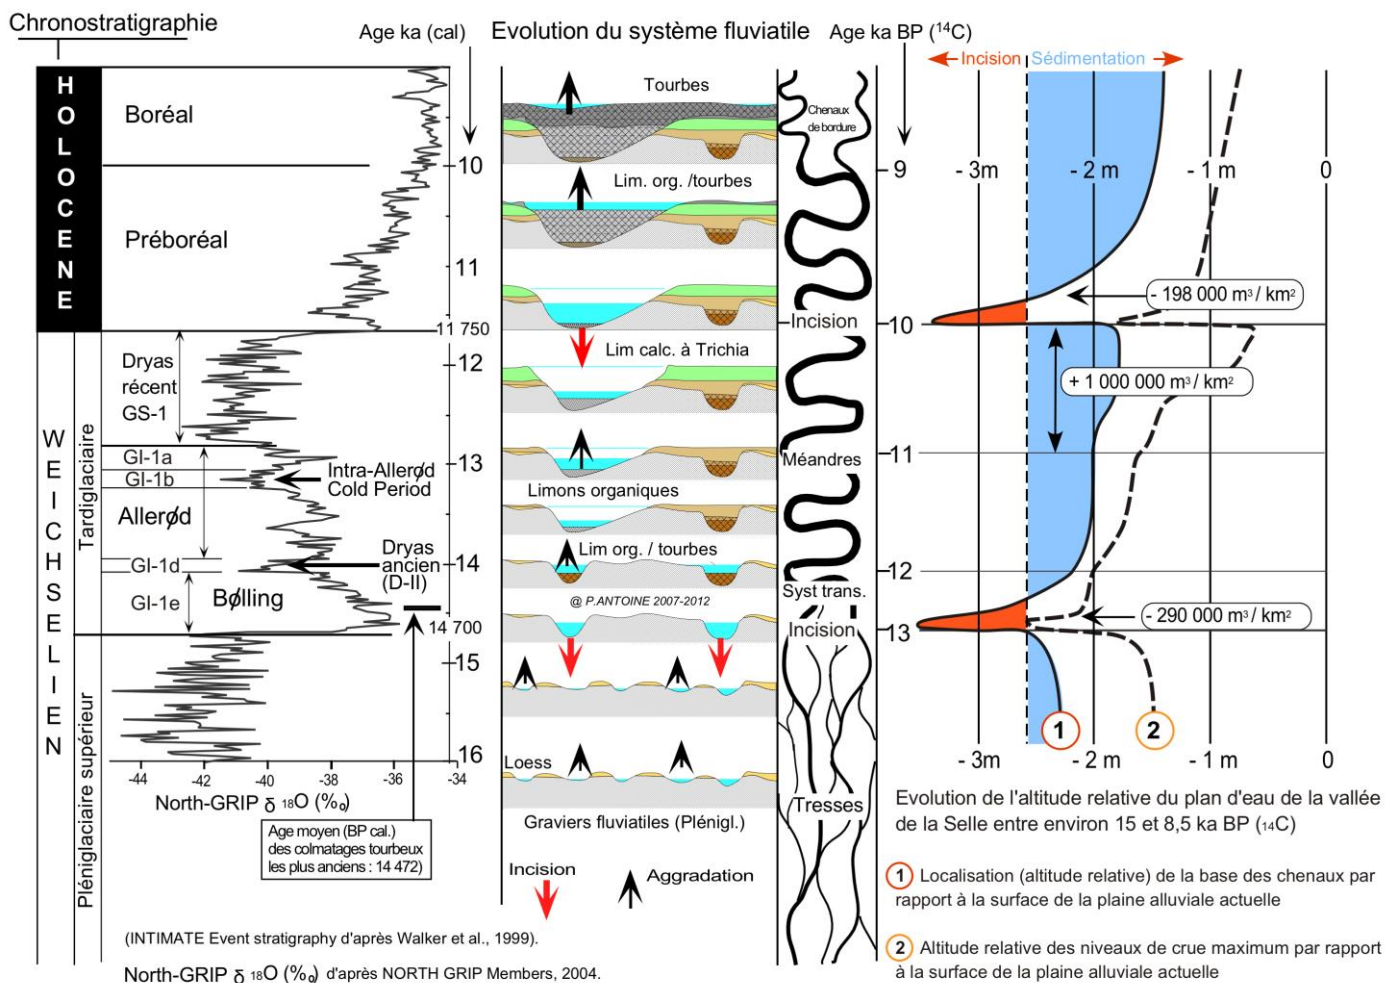 Chronostratigraphie
Age ka (cal)
Evolution du système fluviatile
Age ka BP (¹⁴C)
HOLOCENE
WEICHSELIEN
Tardiglaciaire
Pléniglaciaire supérieur
Boréal
Préboréal
Dryas
récent
GS-1
GI-1a
GI-1b
Allerød
GI-1d
GI-1e
Bølling
Intra-Allerød
Cold Period
Dryas
ancien
(D-II)
10
11
11 750
12
13
14
14 700
15
16
-44 -42 -40 -38 -36 -34
North-GRIP δ ₁₈O (‰)
Age moyen (BP cal.)
des colmatages tourbeux
les plus anciens : 14 472)
Tourbes
Lim. org. /tourbes
Lim calc. à Trichia
Limons organiques
Lim org. / tourbes
@ P.ANTOINE 2007-2012
Loess
Graviers fluviatiles (Plénigl.)
Incision
Aggradation
Chenaux
de bordure
Incision
Méandres
Syst trans.
Incision
Tresses
9
10
11
12
13
Incision
Sédimentation
- 3m - 2 m - 1 m 0
- 198 000 m³ / km²
+ 1 000 000 m³ / km²
- 290 000 m³ / km²
1
2
- 3m - 2 m - 1 m 0
Evolution de l'altitude relative du plan d'eau de la vallée
de la Selle entre environ 15 et 8,5 ka BP (₁₄C)
1 Localisation (altitude relative) de la base des chenaux par
rapport à la surface de la plaine alluviale actuelle
2 Altitude relative des niveaux de crue maximum par rapport
à la surface de la plaine alluviale actuelle
(INTIMATE Event stratigraphy d'après Walker et al., 1999).
North-GRIP δ ₁₈O (‰) d'après NORTH GRIP Members, 2004.